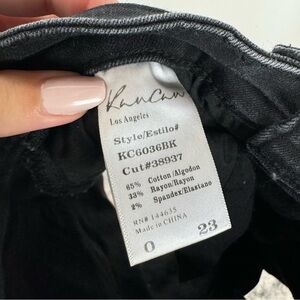 KanCan
Los Angeles
Style/Estilo#
KC6036BK
Cut#38937
65% Cotton/Algodon
33% Rayon/Rayon
2% Spandex/Elastano
RN# 144635
Made in CHINA
0 23